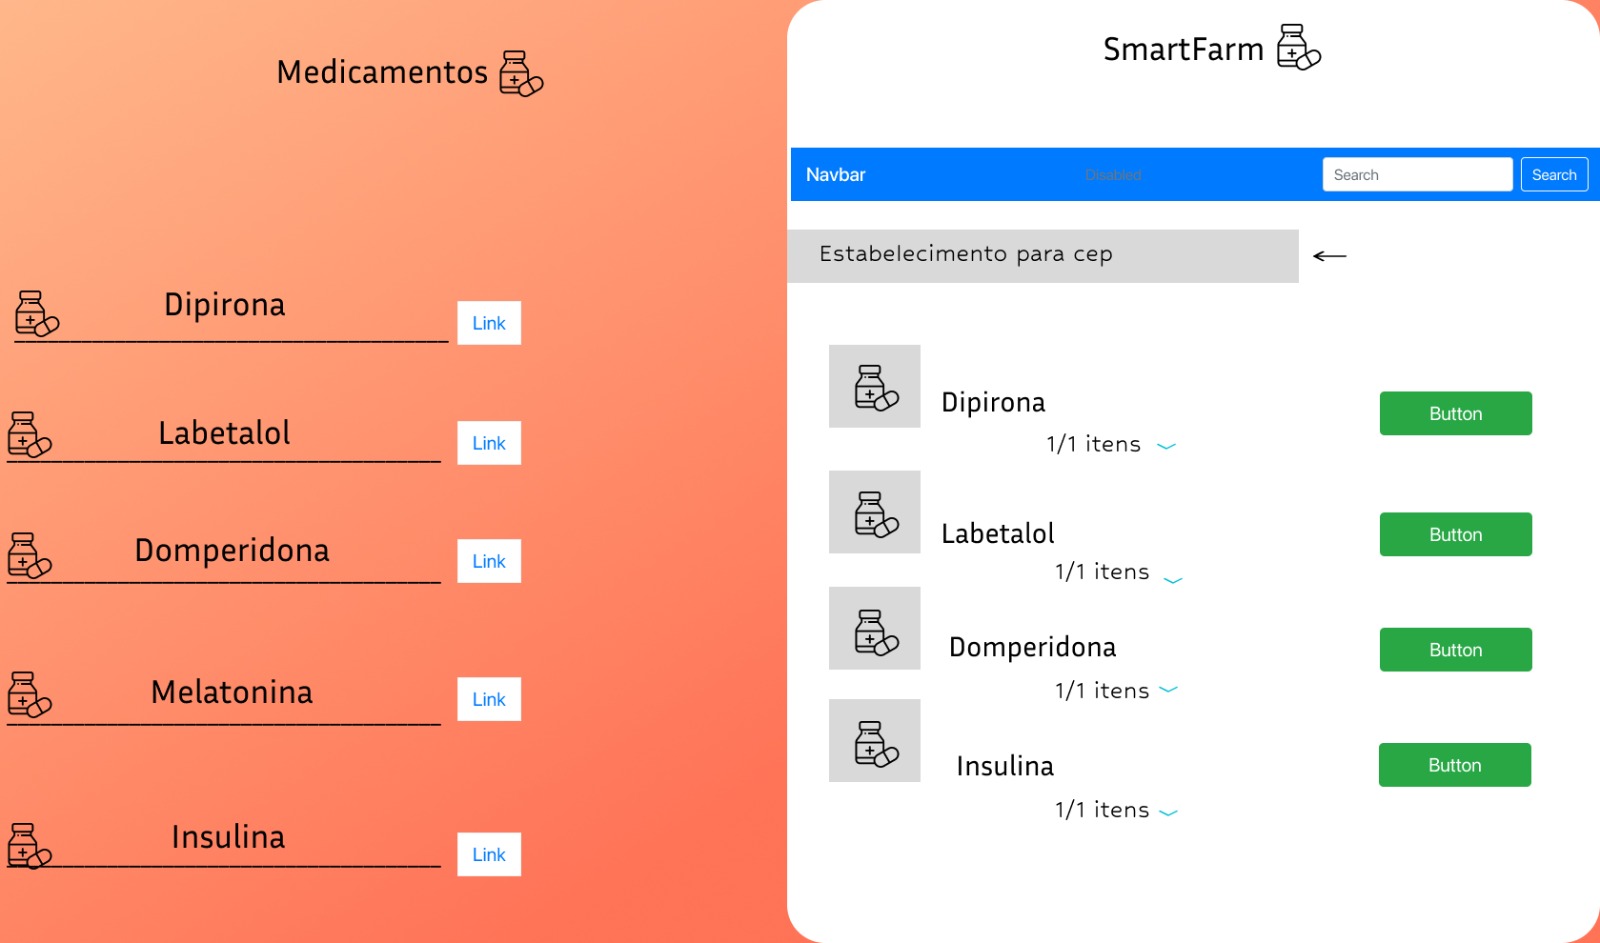 Medicamentos
Dipirona
Link
Labetalol
Link
Domperidona
Link
Melatonina
Link
Insulina
Link
SmartFarm
Navbar
Disabled
Search
Search
Estabelecimento para cep
Dipirona
1/1 itens
Button
Labetalol
1/1 itens
Button
Domperidona
1/1 itens
Button
Insulina
1/1 itens
Button